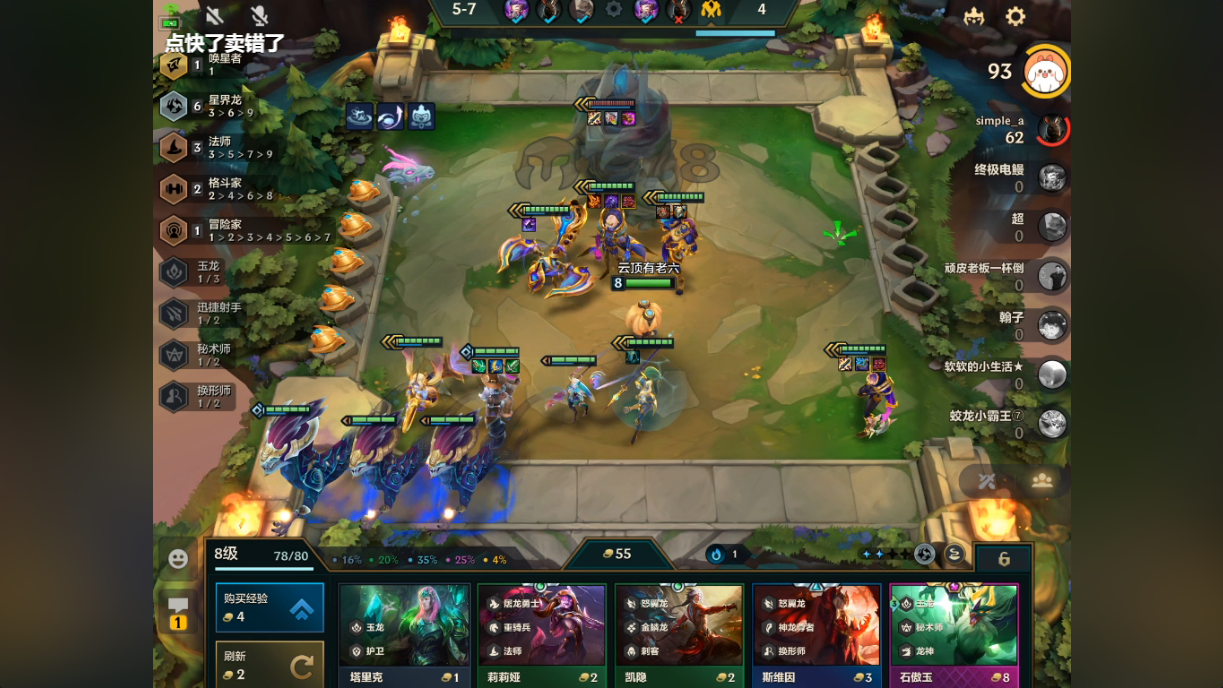 5-7
4
点快了卖错了
1 唤星者
1
6 星界龙
3 > 6 > 9
3 法师
3 > 5 > 7 > 9
2 格斗家
2 > 4 > 6 > 8
1 冒险家
1 > 2 > 3 > 4 > 5 > 6 > 7
玉龙
1 / 3
迅捷射手
1 / 2
秘术师
1 / 2
换形师
1 / 2
93
simple_a
62
终极电鳗
0
超
0
顽皮老板一杯倒
0
翰子
0
软软的小生活★
0
蛟龙小霸王⑦
0
云顶有老六
8
8级
78/80
16% 20% 35% 25% 4%
55
1
6
1
购买经验
4
刷新
2
玉龙
护卫
塔里克 1
屠龙勇士
重骑兵
法师
莉莉娅 2
怒翼龙
金鳞龙
刺客
凯隐 2
怒翼龙
神龙尊者
换形师
斯维因 3
3 玉龙
秘术师
龙神
石傲玉 8